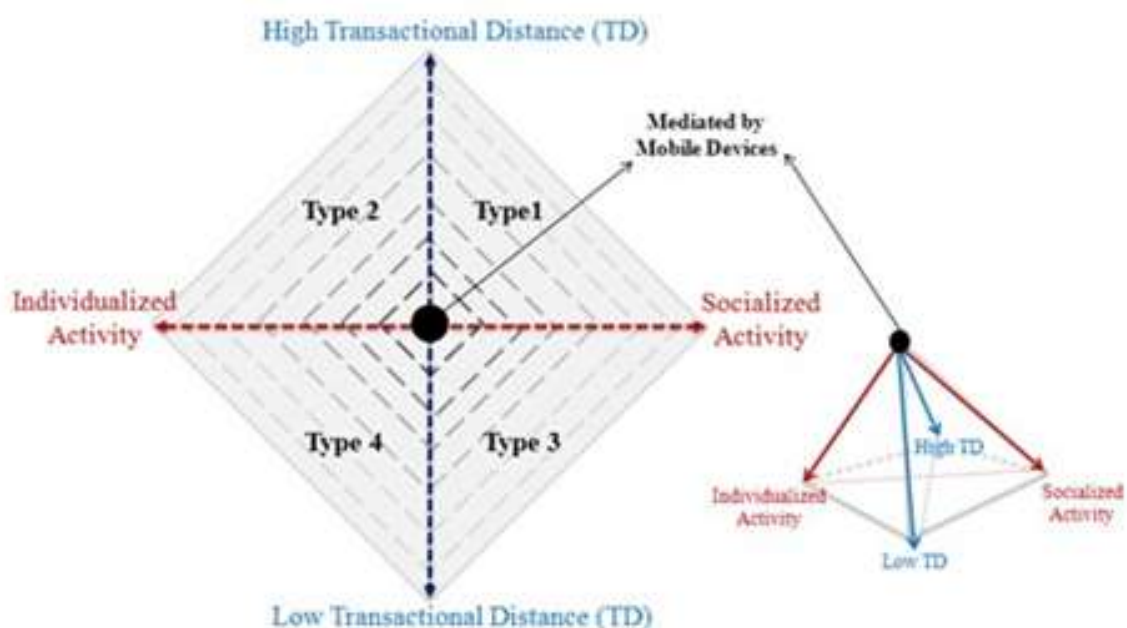 High Transactional Distance (TD)
Mediated by
Mobile Devices
Type 2
Type1
Individualized
Activity
Socialized
Activity
Type 4
Type 3
High TD
Individualized
Activity
Socialized
Activity
Low TD
Low Transactional Distance (TD)